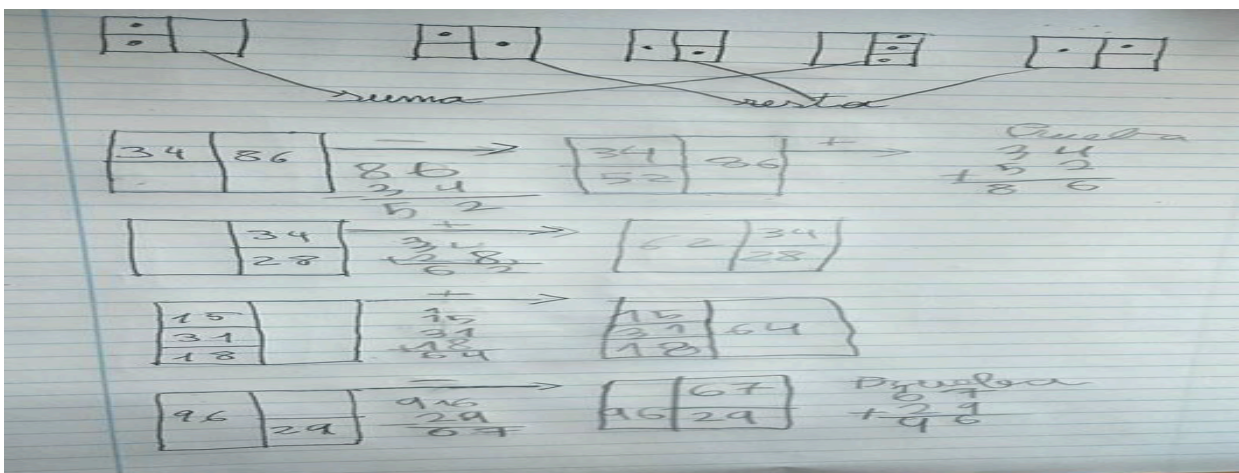 suma resta
34 86 − 86 34 86 + Prueba
34 52 34
52 + 52
86
34 + 34 62 34
28 28 28
62
15 + 15 15
31 31 31 64
18 18 18
64
96 − 96 67 Prueba
29 29 96 29 67
67 + 29
96